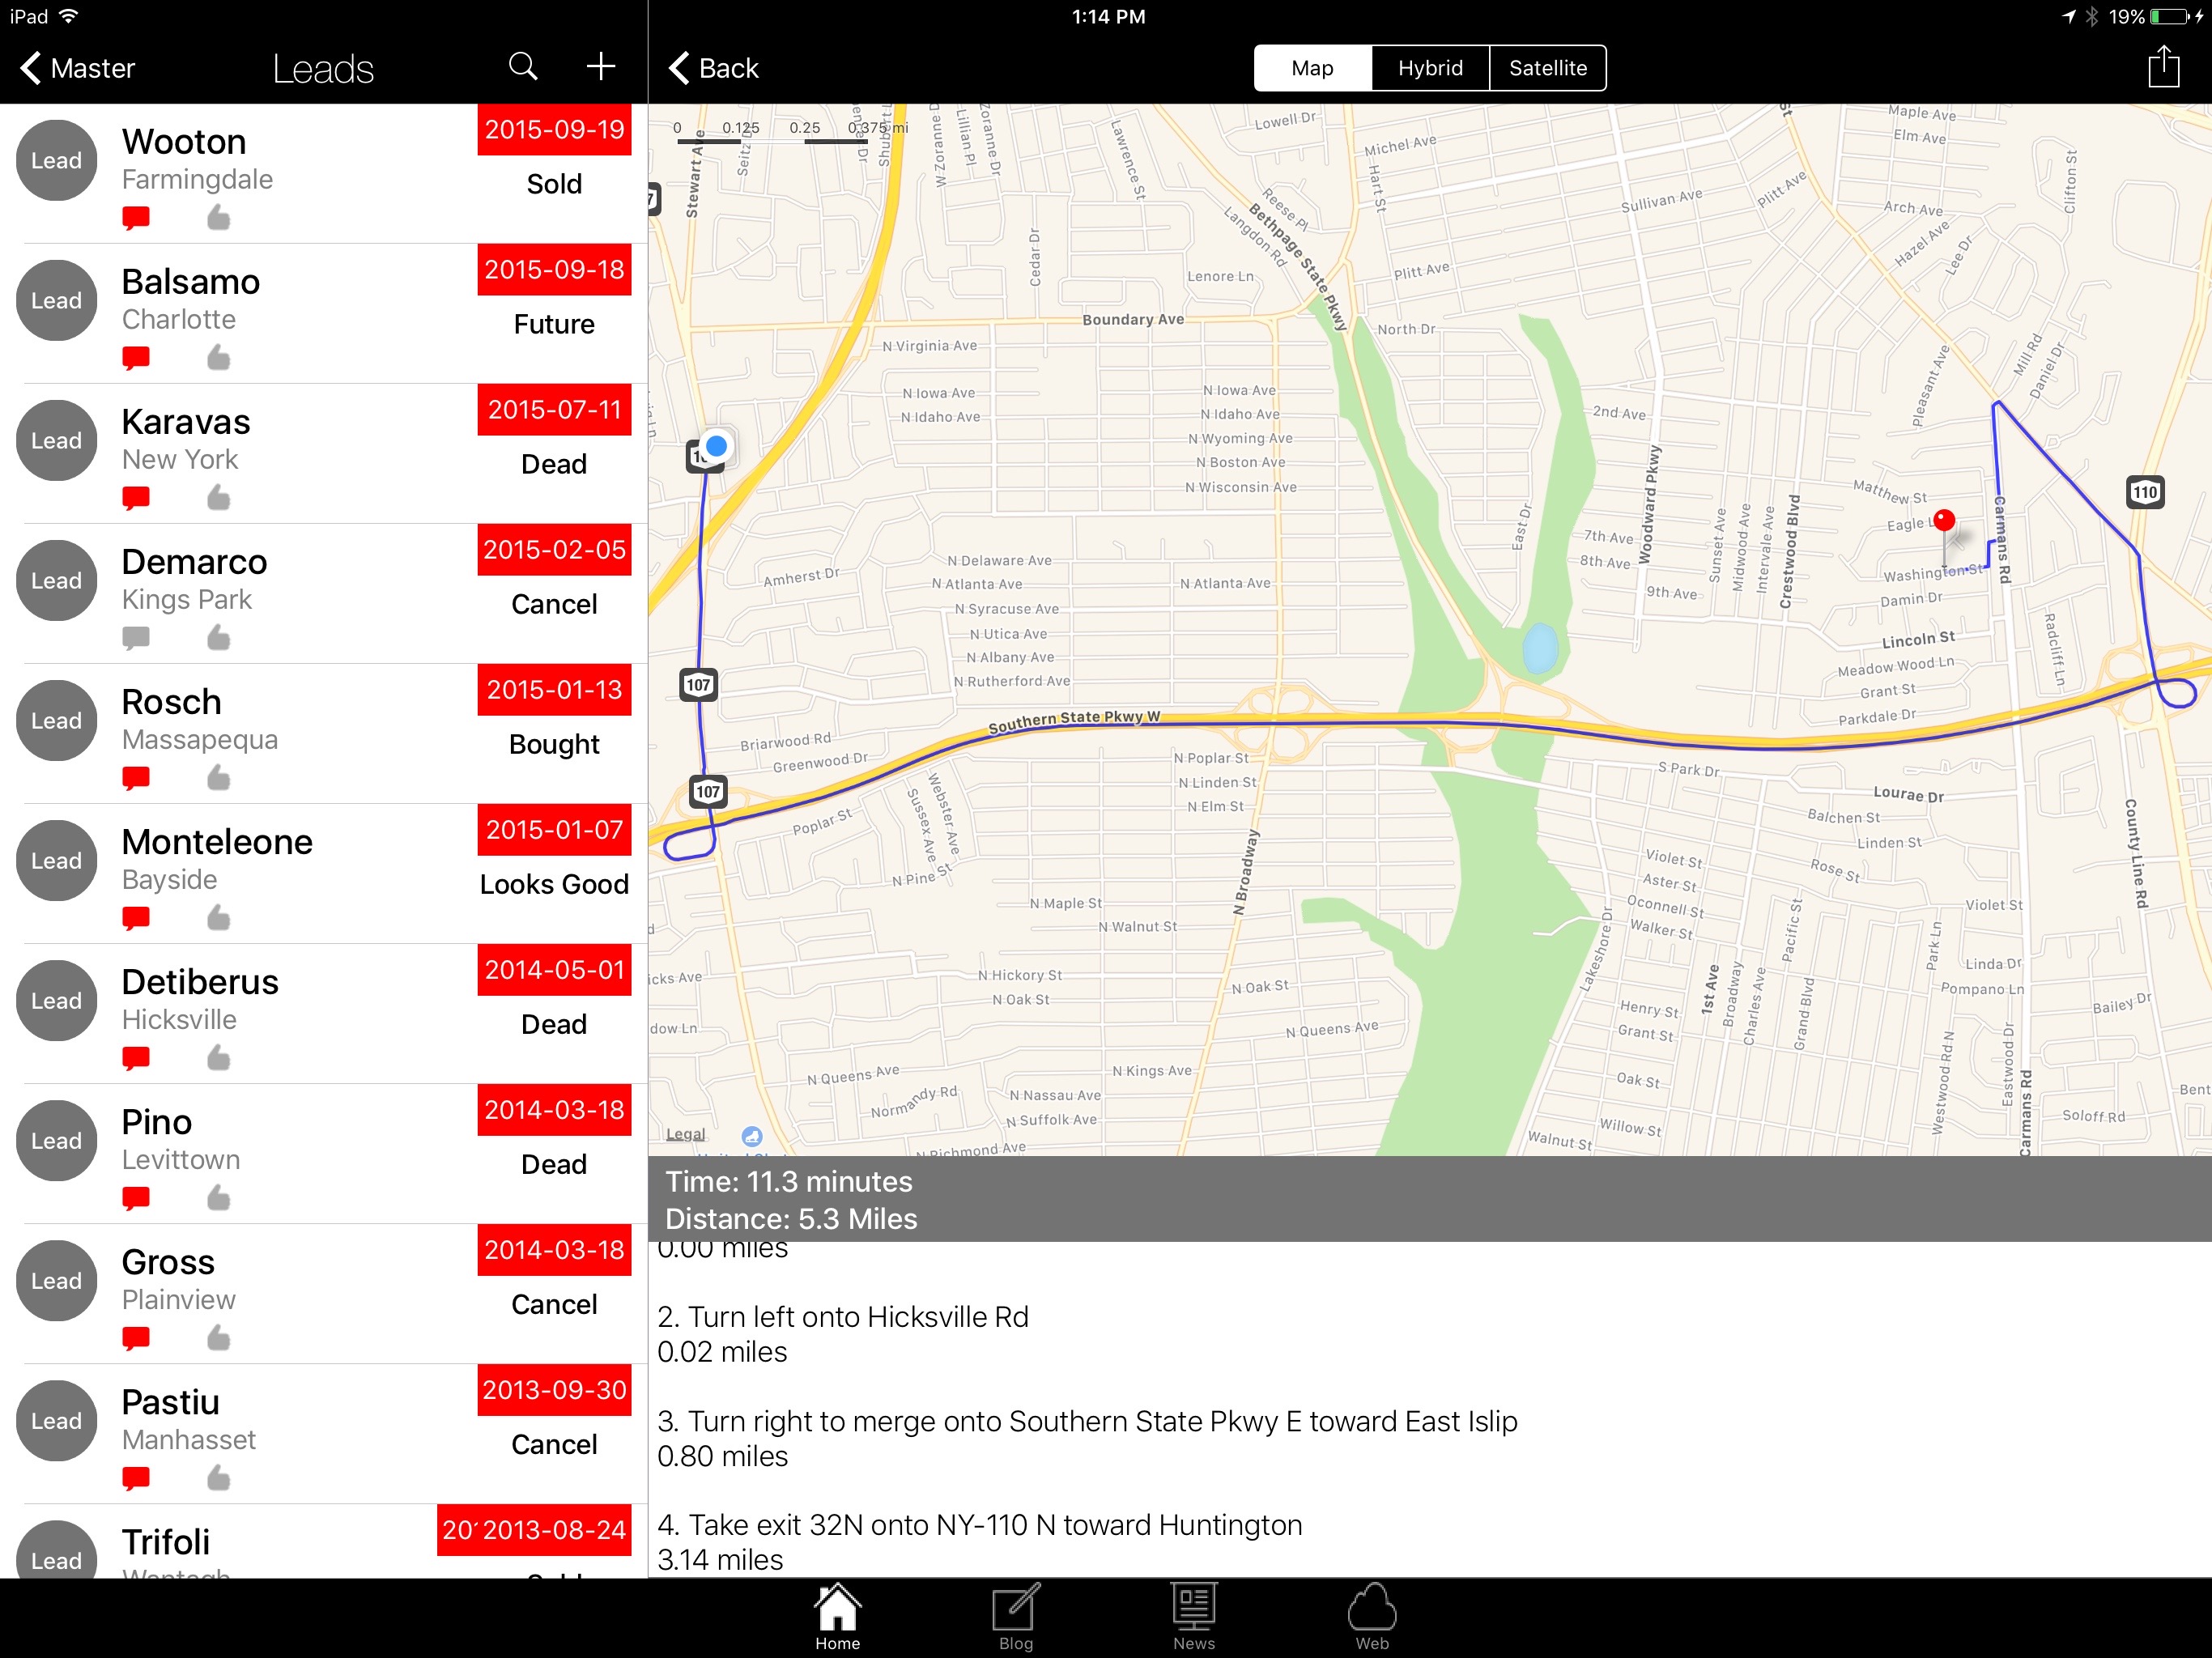 iPad
1:14 PM
19%
Master
Leads
Back
Map
Hybrid
Satellite
Lead
Wooton
Farmingdale
2015-09-19
Sold
Lead
Balsamo
Charlotte
2015-09-18
Future
Lead
Karavas
New York
2015-07-11
Dead
Lead
Demarco
Kings Park
2015-02-05
Cancel
Lead
Rosch
Massapequa
2015-01-13
Bought
Lead
Monteleone
Bayside
2015-01-07
Looks Good
Lead
Detiberus
Hicksville
2014-05-01
Dead
Lead
Pino
Levittown
2014-03-18
Dead
Lead
Gross
Plainview
2014-03-18
Cancel
Lead
Pastiu
Manhasset
2013-09-30
Cancel
Lead
Trifoli
2013-08-24
0 0.125 0.25 0.375 mi
Stewart Ave
Seitz Dr
W Zoranne D
Lillian Pl
Zoranne Dr
Lawrence St
Lowell Dr
Michel Ave
Hart St
Maple Ave
Elm Ave
Clifton St
Sullivan Ave
Plitt Ave
Arch Ave
Hazel Ave
Lee Dr
Reese Pl
Langdon Rd
Bethpage State Pkwy
Cedar Dr
Lenore Ln
Plitt Ave
Boundary Ave
North Dr
N Virginia Ave
Mill Rd
Daniel Dr
Pleasant Ave
N Iowa Ave
N Idaho Ave
N Iowa Ave
N Idaho Ave
N Wyoming Ave
N Boston Ave
N Wisconsin Ave
2nd Ave
Woodward Pkwy
East Dr
7th Ave
8th Ave
9th Ave
Sunset Ave
Midwood Ave
Intervale Ave
Crestwood Blvd
Matthew St
Eagle L
Carmans Rd
110
Washington St
Damin Dr
Lincoln St
Meadow Wood Ln
Grant St
Parkdale Dr
Radcliff Ln
Amherst Dr
N Delaware Ave
N Atlanta Ave
N Atlanta Ave
N Syracuse Ave
N Utica Ave
N Albany Ave
N Rutherford Ave
107
Southern State Pkwy W
Briarwood Rd
Greenwood Dr
107
Poplar St
Webster Ave
Sussex Ave
N Pine St
N Poplar St
N Linden St
N Elm St
N Broadway
S Park Dr
Lourae Dr
Balchen St
Linden St
County Line Rd
Violet St
Aster St
Oconnell St
Walker St
Rose St
Violet St
N Maple St
N Walnut St
Lakeshore Dr
Pacific St
Park Ln
Linda Dr
Pompano Ln
Bailey Dr
icks Ave
N Hickory St
N Oak St
N Oak St
dow Ln
N Queens Ave
1st Ave
Broadway
Charles Ave
Grand Blvd
Henry St
Grant St
Oak St
Westwood Rd N
Eastwood Dr
Carmans Rd
N Queens Ave
N Kings Ave
Normandy Rd
N Nassau Ave
N Suffolk Ave
N Richmond Ave
Willow St
Walnut St
Soloff Rd
Bent
Legal
Time: 11.3 minutes
Distance: 5.3 Miles
0.00 miles
2. Turn left onto Hicksville Rd
0.02 miles
3. Turn right to merge onto Southern State Pkwy E toward East Islip
0.80 miles
4. Take exit 32N onto NY-110 N toward Huntington
3.14 miles
Home
Blog
News
Web